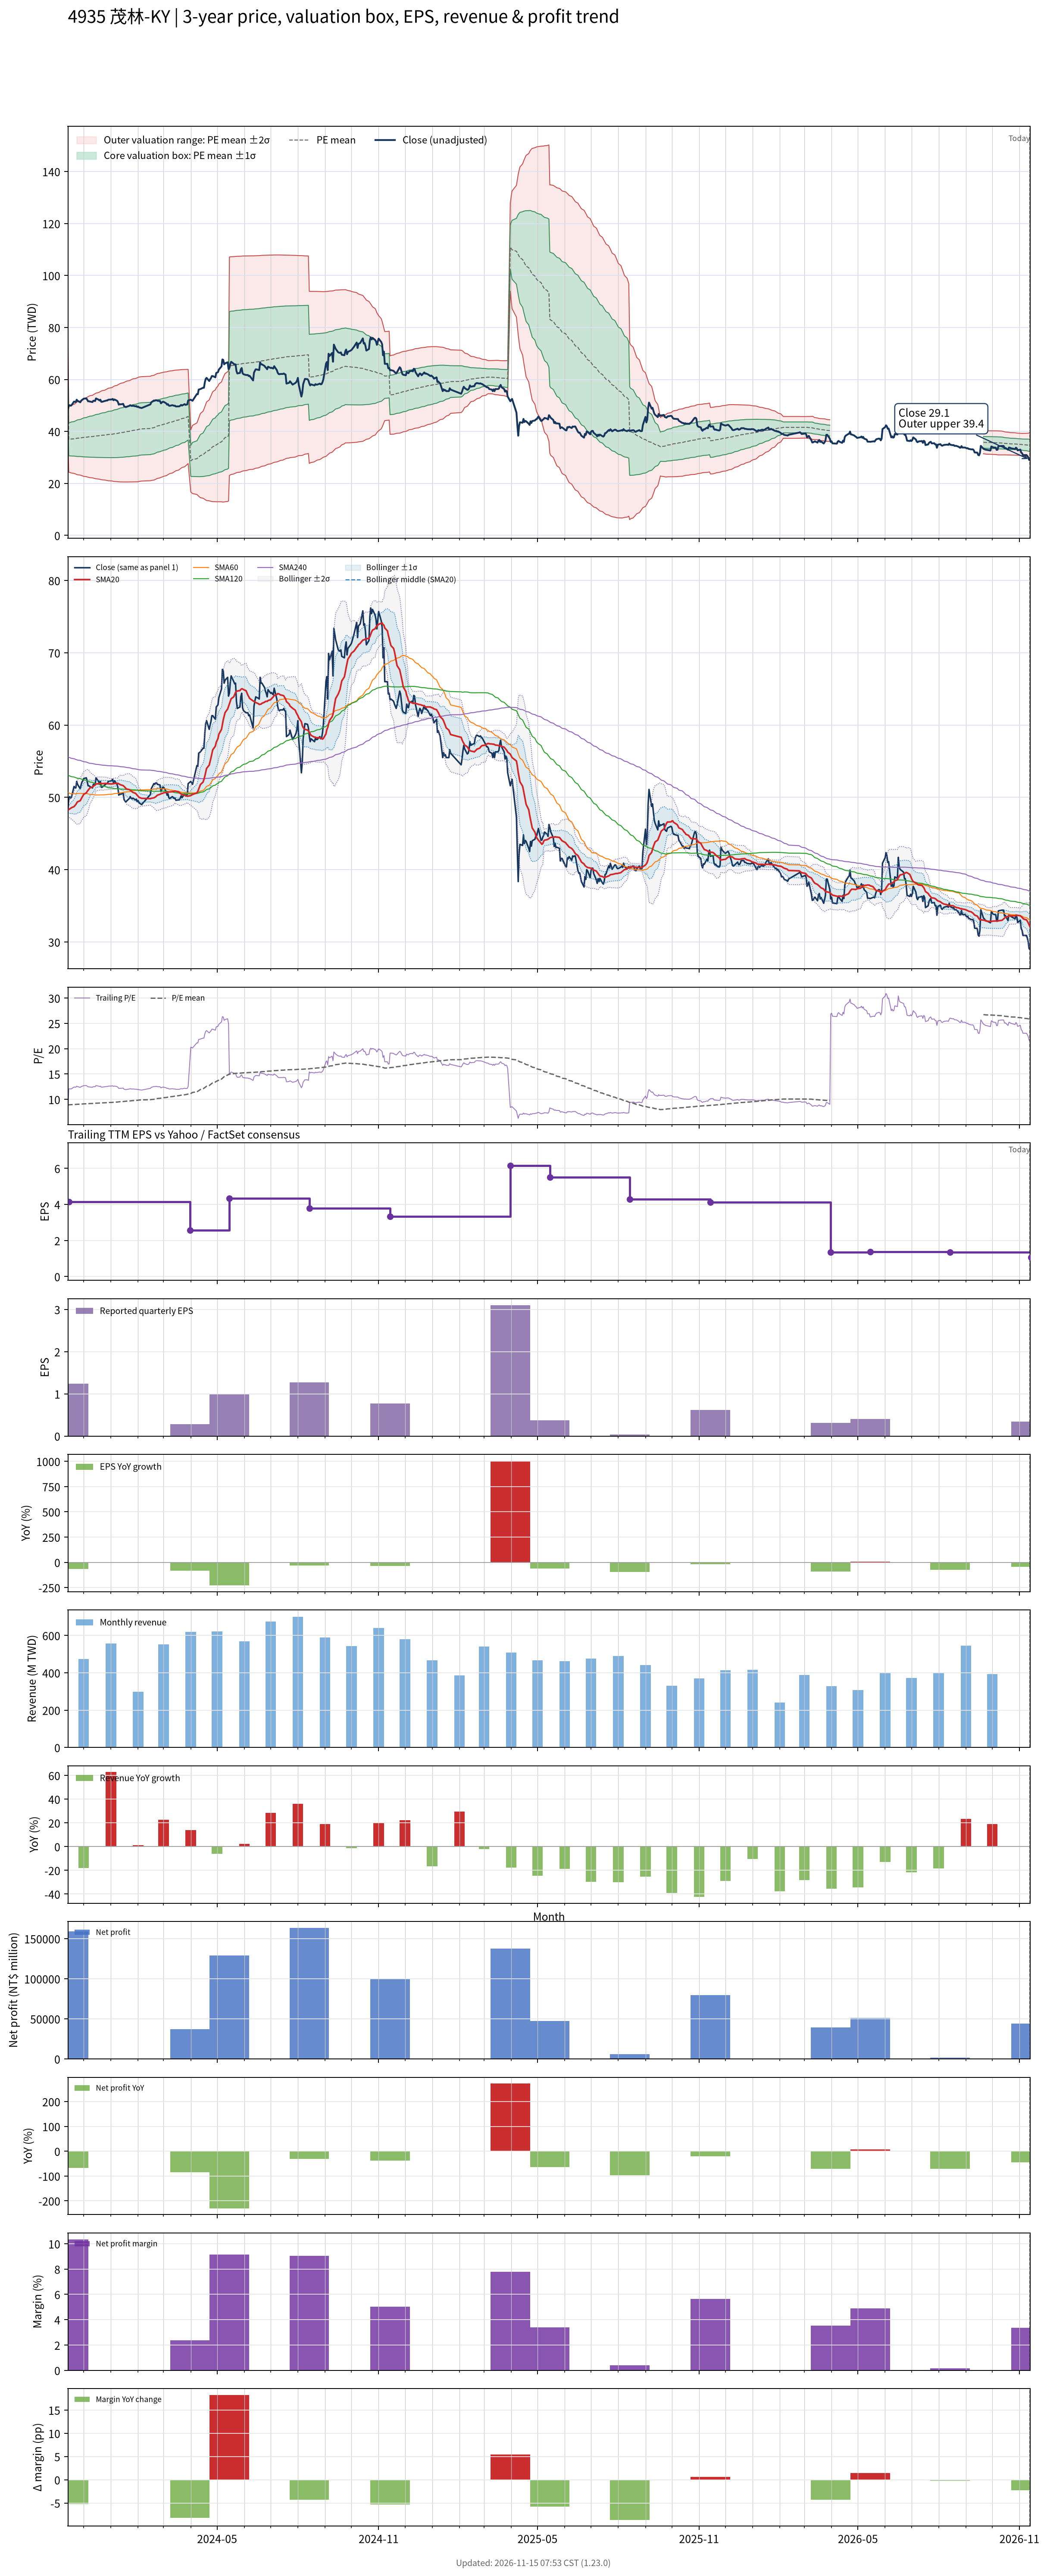 4935 茂林-KY | 3-year price, valuation box, EPS, revenue & profit trend
Outer valuation range: PE mean ±2σ
PE mean
Close (unadjusted)
Core valuation box: PE mean ±1σ
Today
Price (TWD)
140
120
100
80
60
40
20
0
Close 29.1
Outer upper 39.4
Close (same as panel 1)
SMA60
SMA240
Bollinger ±1σ
SMA20
SMA120
Bollinger ±2σ
Bollinger middle (SMA20)
Price
80
70
60
50
40
30
Trailing P/E
P/E mean
P/E
30
25
20
15
10
Trailing TTM EPS vs Yahoo / FactSet consensus
Today
EPS
6
4
2
0
Reported quarterly EPS
EPS
3
2
1
0
EPS YoY growth
YoY (%)
1000
750
500
250
0
-250
Monthly revenue
Revenue (M TWD)
600
400
200
0
Revenue YoY growth
YoY (%)
60
40
20
0
-20
-40
Month
Net profit
Net profit (NT$ million)
150000
100000
50000
0
Net profit YoY
YoY (%)
200
100
0
-100
-200
Net profit margin
Margin (%)
10
8
6
4
2
0
Margin YoY change
Δ margin (pp)
15
10
5
0
-5
2024-05
2024-11
2025-05
2025-11
2026-05
2026-11
Updated: 2026-11-15 07:53 CST (1.23.0)